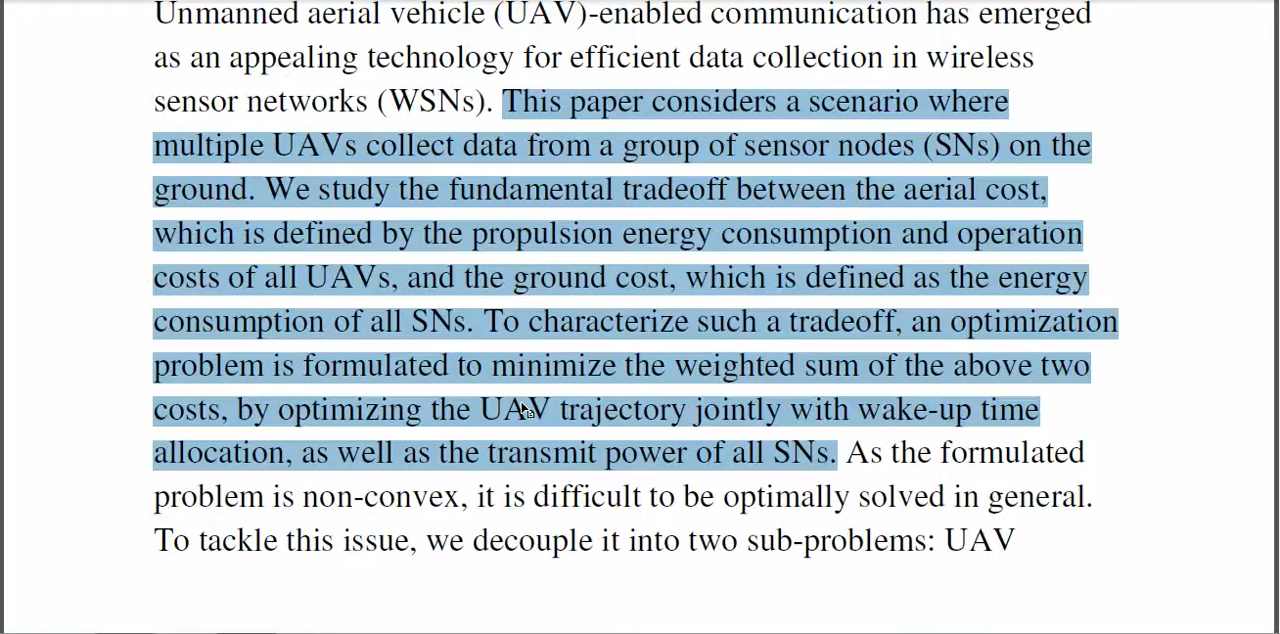 Unmanned aerial vehicle (UAV)-enabled communication has emerged
as an appealing technology for efficient data collection in wireless
sensor networks (WSNs). This paper considers a scenario where
multiple UAVs collect data from a group of sensor nodes (SNs) on the
ground. We study the fundamental tradeoff between the aerial cost,
which is defined by the propulsion energy consumption and operation
costs of all UAVs, and the ground cost, which is defined as the energy
consumption of all SNs. To characterize such a tradeoff, an optimization
problem is formulated to minimize the weighted sum of the above two
costs, by optimizing the UAV trajectory jointly with wake-up time
allocation, as well as the transmit power of all SNs. As the formulated
problem is non-convex, it is difficult to be optimally solved in general.
To tackle this issue, we decouple it into two sub-problems: UAV